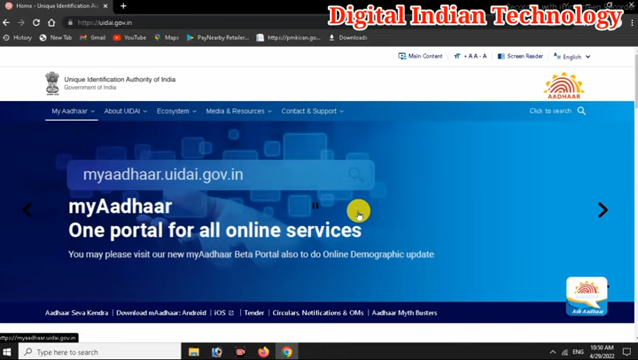 Digital Indian Technology
Home - Unique Identification Au
https://uidai.gov.in
History
New Tab
Gmail
YouTube
Maps
PayNearby Retailer...
https://pmkisan.go...
Downloads
Main Content
A A A
Screen Reader
English
Unique Identification Authority of India
Government of India
AADHAAR
My Aadhaar
About UIDAI
Ecosystem
Media & Resources
Contact & Support
Click to search
myaadhaar.uidai.gov.in
myAadhaar
One portal for all online services
You may please visit our new myAadhaar Beta Portal also to do Online Demographic update
Ask Aadhaar
Aadhaar Seva Kendra | Download mAadhaar: Android | iOS | Tender | Circulars, Notifications & OMs | Aadhaar Myth Busters
https://myaadhaar.uidai.gov.in
Type here to search
10:50 AM
4/29/2022